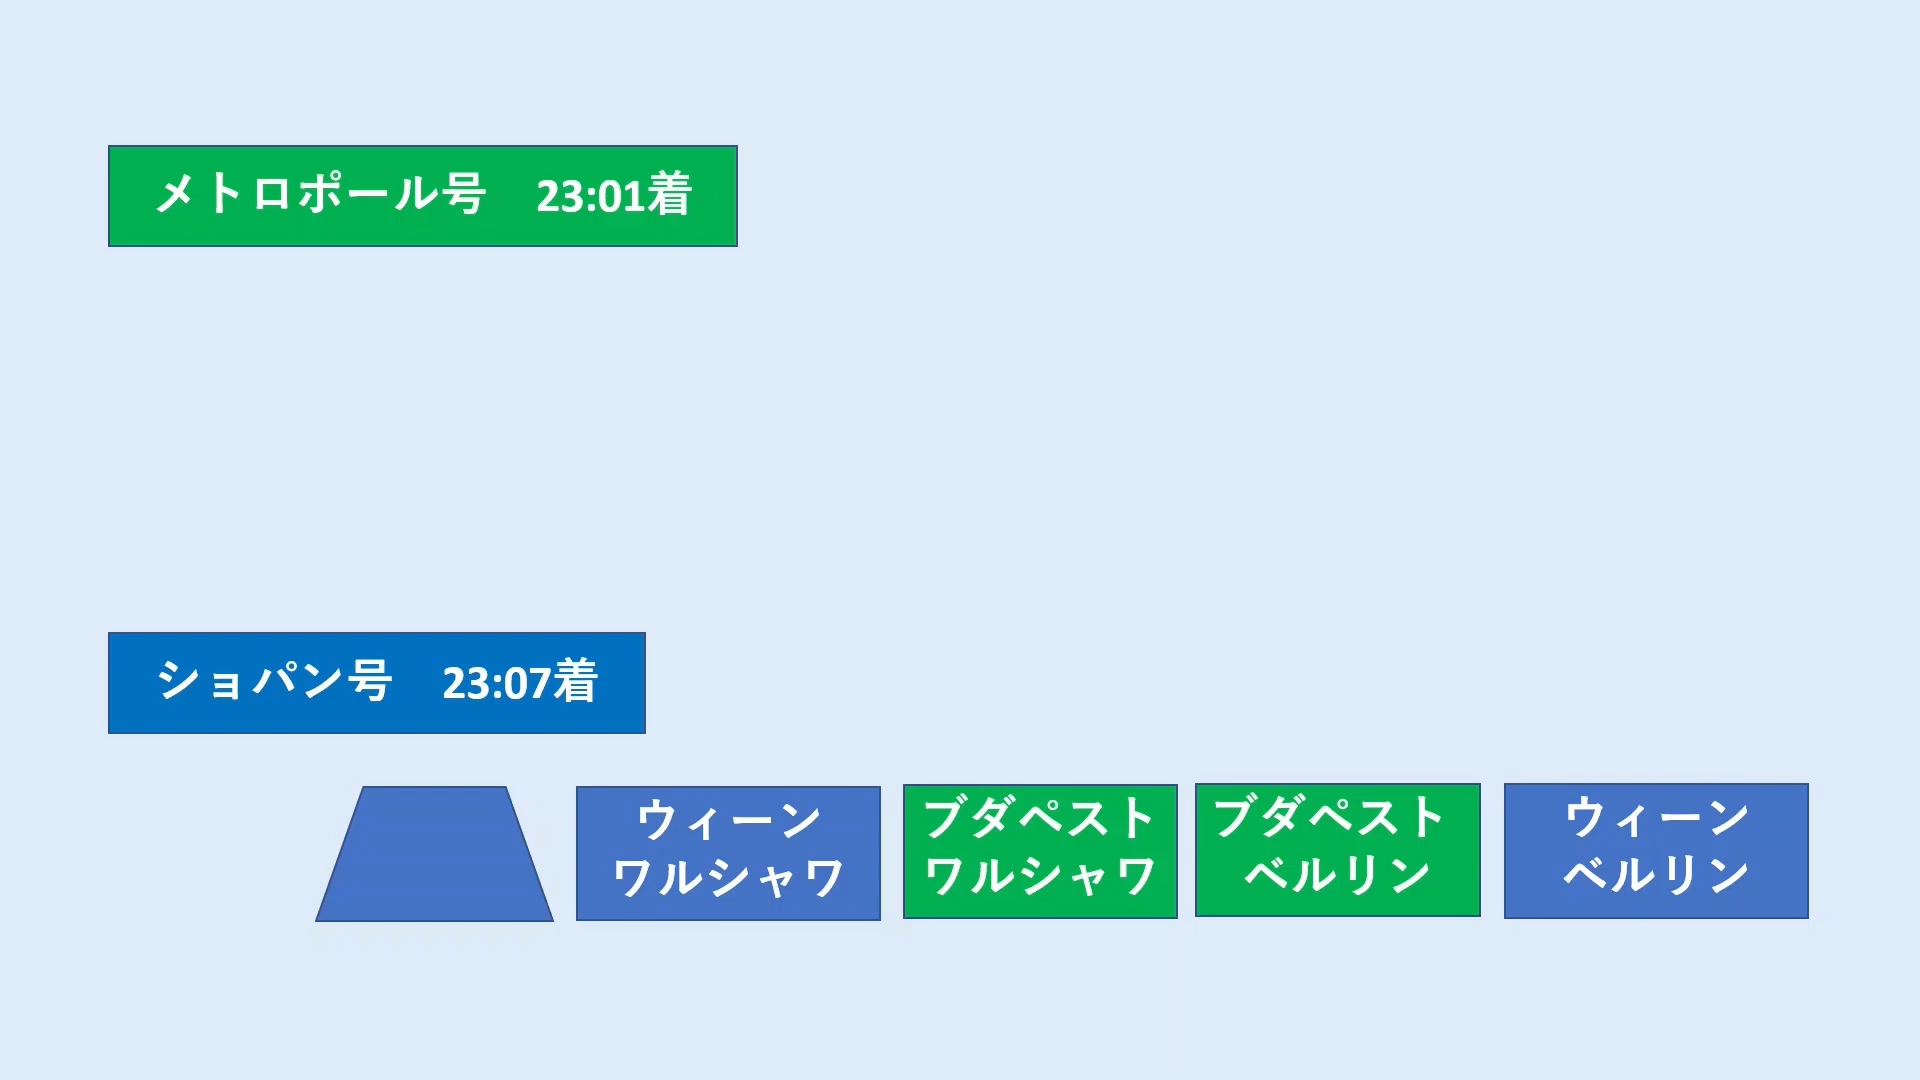 メトロポール号　23:01着
ショパン号　23:07着
ウィーン
ワルシャワ
ブダペスト
ワルシャワ
ブダペスト
ベルリン
ウィーン
ベルリン